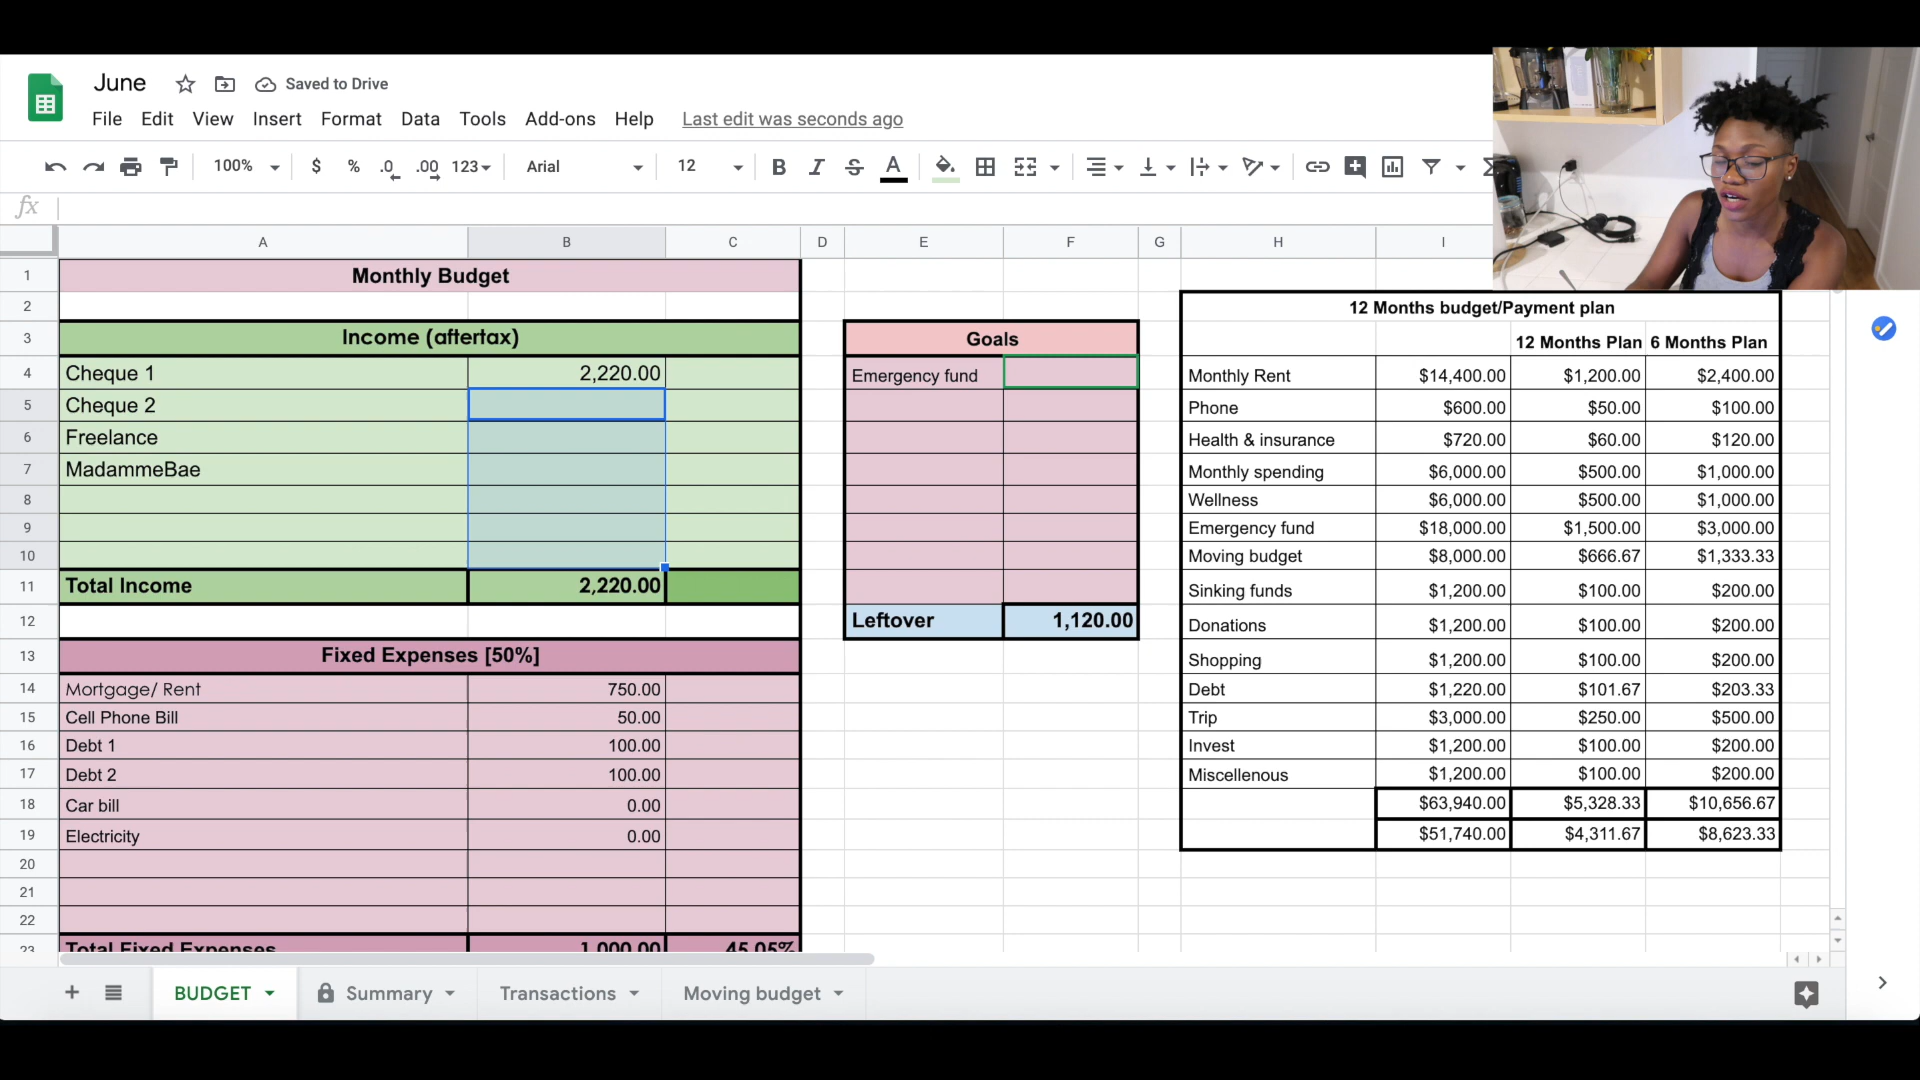 June ☆ Saved to Drive
File Edit View Insert Format Data Tools Add-ons Help Last edit was seconds ago
100% $ % .0 .00 123 Arial 12 B I S A Σ
fx
A B C D E F G H I
1 Monthly Budget
2 12 Months budget/Payment plan
3 Income (aftertax) Goals 12 Months Plan 6 Months Plan
4 Cheque 1 2,220.00 Emergency fund Monthly Rent $14,400.00 $1,200.00 $2,400.00
5 Cheque 2 Phone $600.00 $50.00 $100.00
6 Freelance Health & insurance $720.00 $60.00 $120.00
7 MadammeBae Monthly spending $6,000.00 $500.00 $1,000.00
8 Wellness $6,000.00 $500.00 $1,000.00
9 Emergency fund $18,000.00 $1,500.00 $3,000.00
10 Moving budget $8,000.00 $666.67 $1,333.33
11 Total Income 2,220.00 Sinking funds $1,200.00 $100.00 $200.00
12 Leftover 1,120.00 Donations $1,200.00 $100.00 $200.00
13 Fixed Expenses [50%] Shopping $1,200.00 $100.00 $200.00
14 Mortgage/ Rent 750.00 Debt $1,220.00 $101.67 $203.33
15 Cell Phone Bill 50.00 Trip $3,000.00 $250.00 $500.00
16 Debt 1 100.00 Invest $1,200.00 $100.00 $200.00
17 Debt 2 100.00 Miscellenous $1,200.00 $100.00 $200.00
18 Car bill 0.00 $63,940.00 $5,328.33 $10,656.67
19 Electricity 0.00 $51,740.00 $4,311.67 $8,623.33
20
21
22
23 Total Fixed Expenses 1,000.00 45.05%
+ BUDGET Summary Transactions Moving budget